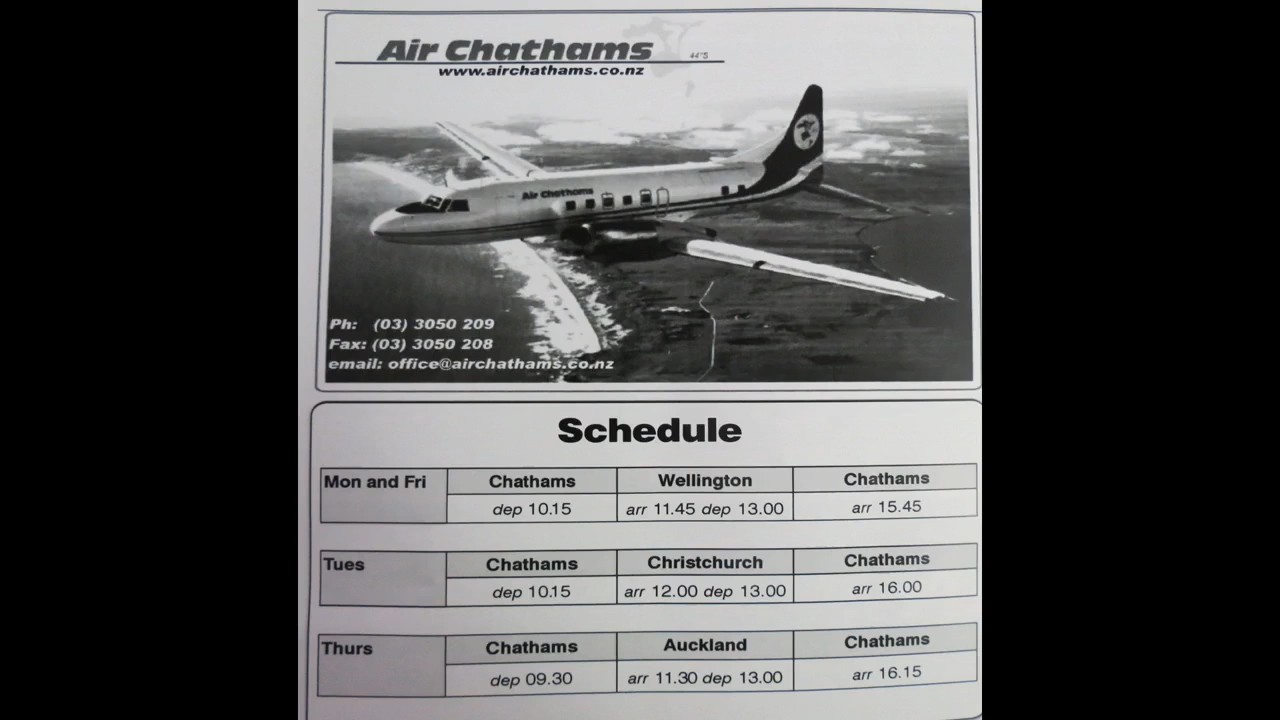 Air Chathams
44°S
www.airchathams.co.nz
Air Chathams
Ph: (03) 3050 209
Fax: (03) 3050 208
email: office@airchathams.co.nz
Schedule
Mon and Fri Chathams Wellington Chathams
dep 10.15 arr 11.45 dep 13.00 arr 15.45
Tues Chathams Christchurch Chathams
dep 10.15 arr 12.00 dep 13.00 arr 16.00
Thurs Chathams Auckland Chathams
dep 09.30 arr 11.30 dep 13.00 arr 16.15